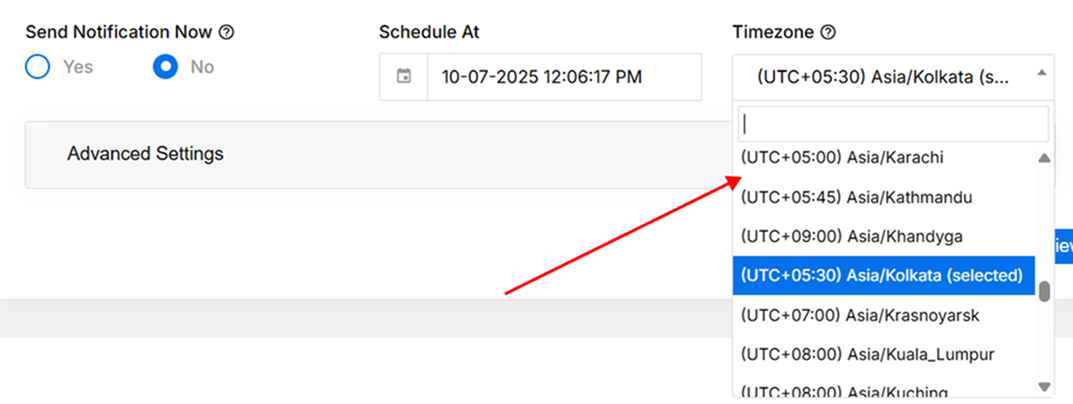 Send Notification Now
Schedule At
Timezone
Yes
No
10-07-2025 12:06:17 PM
(UTC+05:30) Asia/Kolkata (s...
Advanced Settings
(UTC+05:00) Asia/Karachi
(UTC+05:45) Asia/Kathmandu
(UTC+09:00) Asia/Khandyga
(UTC+05:30) Asia/Kolkata (selected)
(UTC+07:00) Asia/Krasnoyarsk
(UTC+08:00) Asia/Kuala_Lumpur
(UTC+08:00) Asia/Kuching